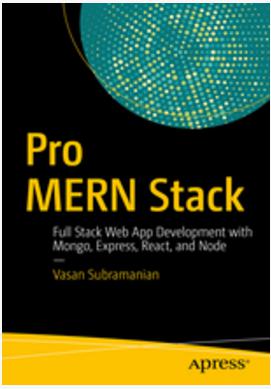 Pro
MERN Stack
Full Stack Web App Development with
Mongo, Express, React, and Node
—
Vasan Subramanian
Apress®